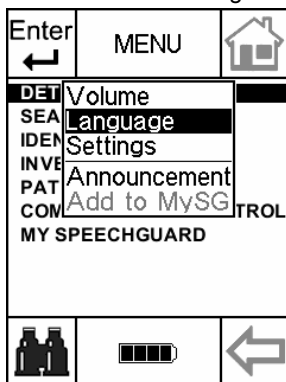 Enter
MENU
DET
Volume
SEA
Language
IDEN
Settings
INVE
Announcement
PAT
Add to MySG
COM
TROL
MY SPEECHGUARD